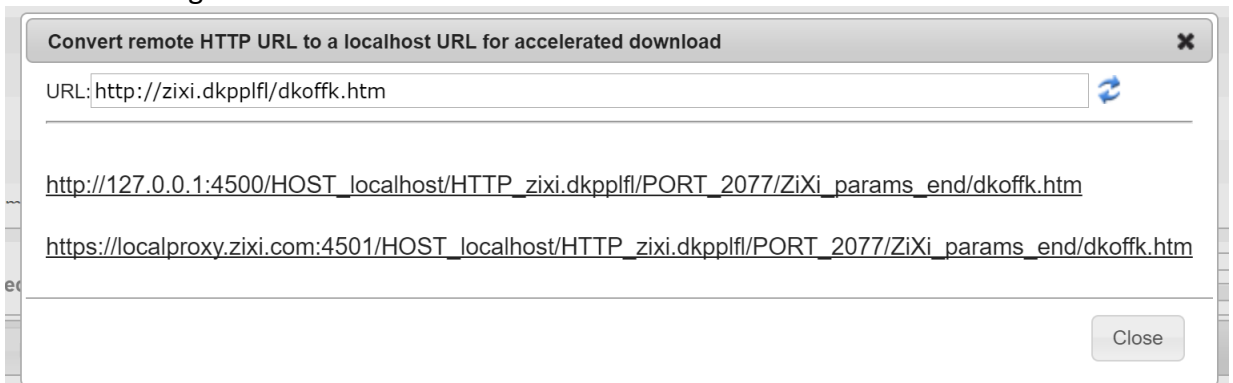 Convert remote HTTP URL to a localhost URL for accelerated download
URL: http://zixi.dkpplfl/dkoffk.htm
http://127.0.0.1:4500/HOST_localhost/HTTP_zixi.dkpplfl/PORT_2077/ZiXi_params_end/dkoffk.htm
https://localproxy.zixi.com:4501/HOST_localhost/HTTP_zixi.dkpplfl/PORT_2077/ZiXi_params_end/dkoffk.htm
Close